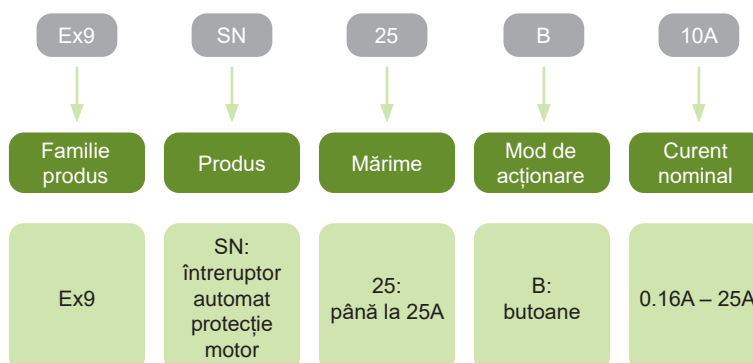 Ex9 SN 25 B 10A
Familie produs
Produs
Mărime
Mod de acționare
Curent nominal
Ex9
SN:
întreruptor
automat
protecție
motor
25:
până la 25A
B:
butoane
0.16A – 25A